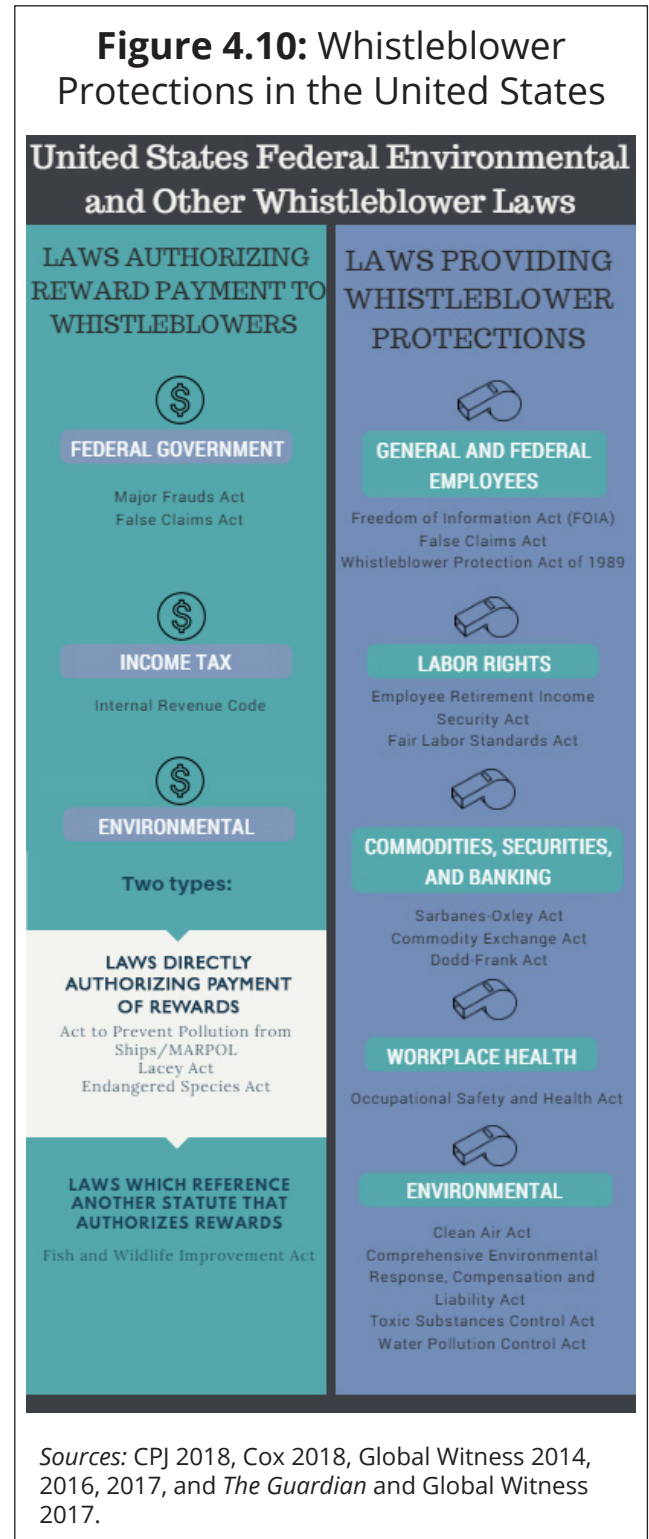 Figure 4.10: Whistleblower
Protections in the United States
United States Federal Environmental
and Other Whistleblower Laws
LAWS AUTHORIZING
REWARD PAYMENT TO
WHISTLEBLOWERS
$
FEDERAL GOVERNMENT
Major Frauds Act
False Claims Act
$
INCOME TAX
Internal Revenue Code
$
ENVIRONMENTAL
Two types:
LAWS DIRECTLY
AUTHORIZING PAYMENT
OF REWARDS
Act to Prevent Pollution from
Ships/MARPOL
Lacey Act
Endangered Species Act
LAWS WHICH REFERENCE
ANOTHER STATUTE THAT
AUTHORIZES REWARDS
Fish and Wildlife Improvement Act
LAWS PROVIDING
WHISTLEBLOWER
PROTECTIONS
GENERAL AND FEDERAL
EMPLOYEES
Freedom of Information Act (FOIA)
False Claims Act
Whistleblower Protection Act of 1989
LABOR RIGHTS
Employee Retirement Income
Security Act
Fair Labor Standards Act
COMMODITIES, SECURITIES,
AND BANKING
Sarbanes-Oxley Act
Commodity Exchange Act
Dodd-Frank Act
WORKPLACE HEALTH
Occupational Safety and Health Act
ENVIRONMENTAL
Clean Air Act
Comprehensive Environmental
Response, Compensation and
Liability Act
Toxic Substances Control Act
Water Pollution Control Act
Sources: CPJ 2018, Cox 2018, Global Witness 2014,
2016, 2017, and The Guardian and Global Witness
2017.